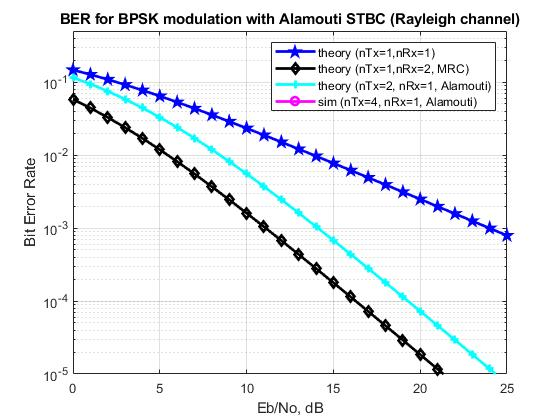 BER for BPSK modulation with Alamouti STBC (Rayleigh channel)
theory (nTx=1,nRx=1)
theory (nTx=1,nRx=2, MRC)
theory (nTx=2, nRx=1, Alamouti)
sim (nTx=4, nRx=1, Alamouti)
Bit Error Rate
10^-1
10^-2
10^-3
10^-4
10^-5
0 5 10 15 20 25
Eb/No, dB